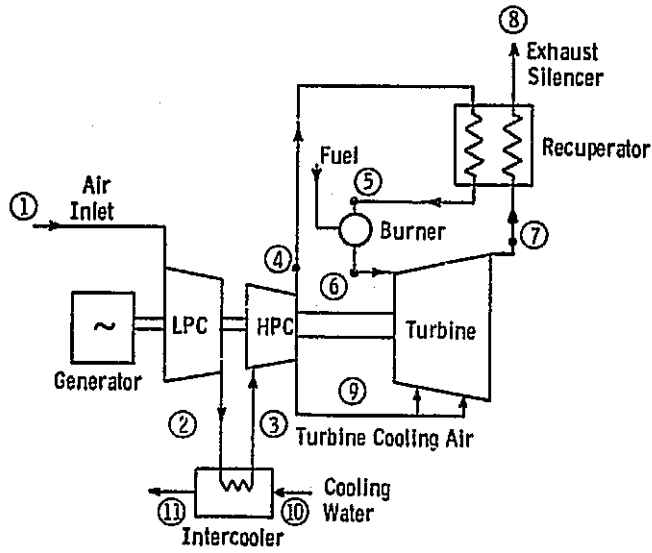 ⑧
Exhaust
Silencer
Recuperator
Fuel
⑤
Burner
⑦
Air
Inlet
①
④
⑥
~
Generator
LPC
HPC
Turbine
②
③
⑨
Turbine Cooling Air
⑪
⑩
Cooling
Water
Intercooler